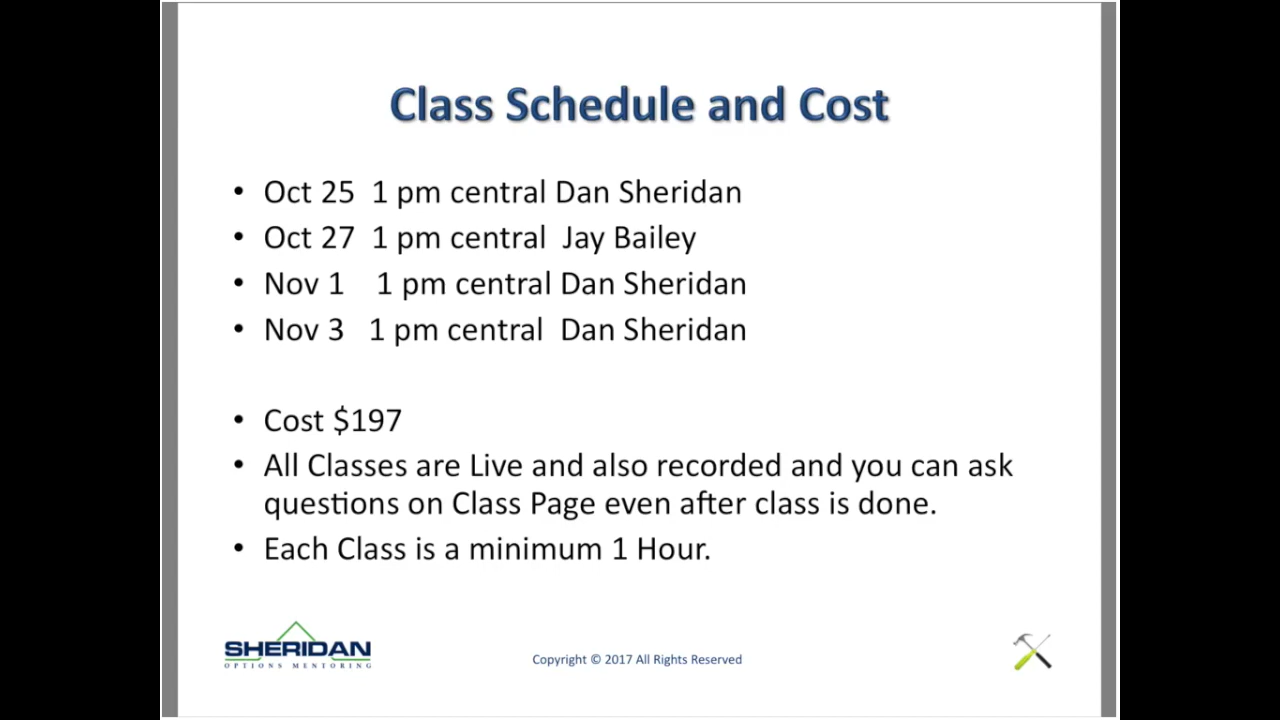 Class Schedule and Cost
• Oct 25  1 pm central Dan Sheridan
• Oct 27  1 pm central  Jay Bailey
• Nov 1    1 pm central Dan Sheridan
• Nov 3   1 pm central  Dan Sheridan
• Cost $197
• All Classes are Live and also recorded and you can ask
questions on Class Page even after class is done.
• Each Class is a minimum 1 Hour.
SHERIDAN
OPTIONS MENTORING
Copyright © 2017 All Rights Reserved